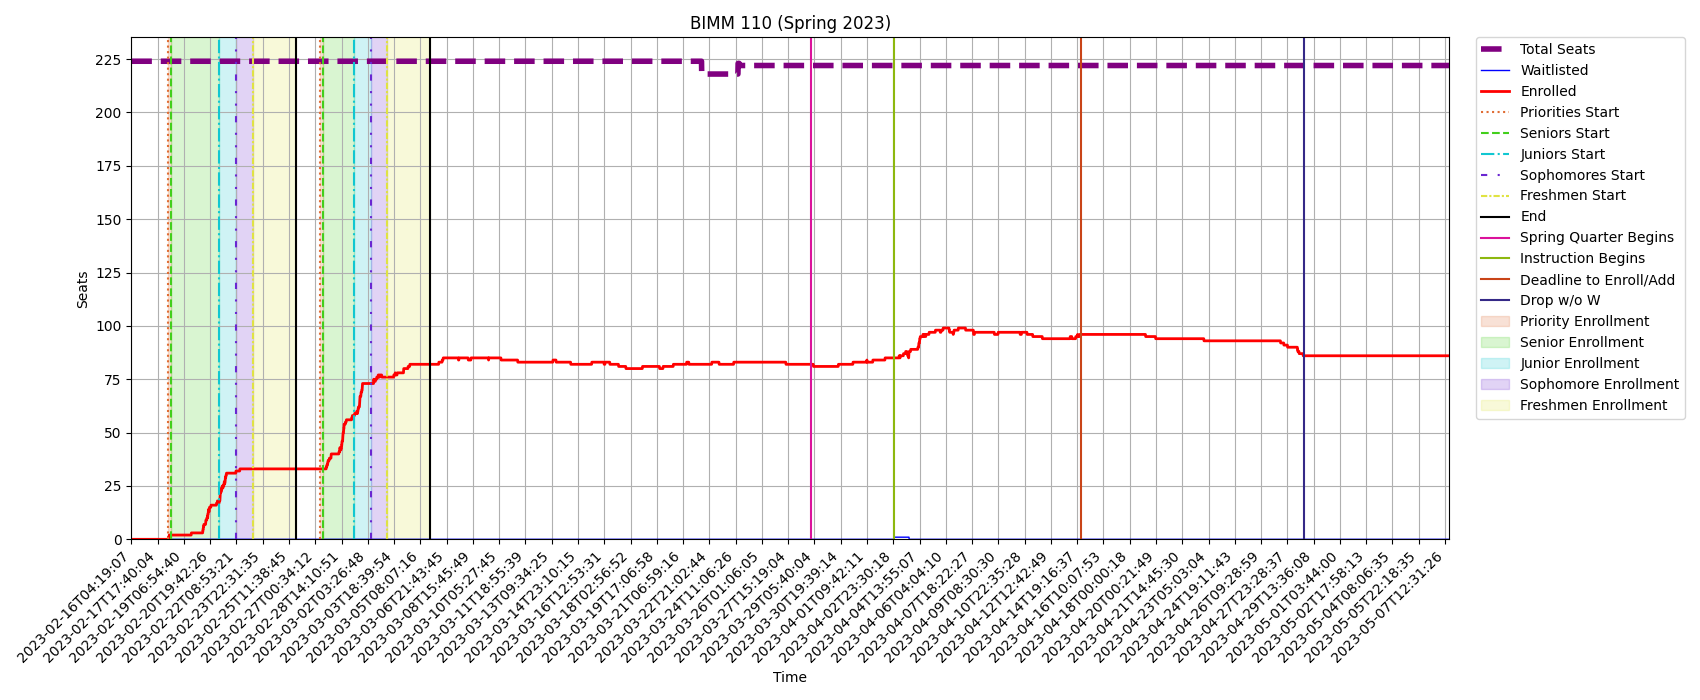 BIMM 110 (Spring 2023)
Seats
225
200
175
150
125
100
75
50
25
0
2023-02-16T04:19:07
2023-02-17T17:40:04
2023-02-19T06:54:40
2023-02-20T19:42:26
2023-02-22T08:53:21
2023-02-23T22:31:35
2023-02-25T11:38:45
2023-02-27T00:34:12
2023-02-28T14:10:51
2023-03-02T03:26:48
2023-03-03T18:39:54
2023-03-05T08:07:16
2023-03-06T21:43:45
2023-03-08T15:45:49
2023-03-10T05:27:45
2023-03-11T18:55:39
2023-03-13T09:34:25
2023-03-14T23:10:15
2023-03-16T12:53:31
2023-03-18T02:56:52
2023-03-19T17:06:58
2023-03-21T06:59:16
2023-03-22T21:02:44
2023-03-24T11:06:26
2023-03-26T01:06:05
2023-03-27T15:19:04
2023-03-29T05:40:04
2023-03-30T19:39:14
2023-04-01T09:42:11
2023-04-02T23:30:18
2023-04-04T13:55:07
2023-04-06T04:04:10
2023-04-07T18:22:27
2023-04-09T08:30:30
2023-04-10T22:35:28
2023-04-12T12:42:49
2023-04-14T19:16:37
2023-04-16T10:07:53
2023-04-18T00:00:18
2023-04-20T00:21:49
2023-04-21T14:45:30
2023-04-23T05:03:04
2023-04-24T19:11:43
2023-04-26T09:28:59
2023-04-27T23:28:37
2023-04-29T13:36:08
2023-05-01T03:44:00
2023-05-02T17:58:13
2023-05-04T08:06:35
2023-05-05T22:18:35
2023-05-07T12:31:26
Time
Total Seats
Waitlisted
Enrolled
Priorities Start
Seniors Start
Juniors Start
Sophomores Start
Freshmen Start
End
Spring Quarter Begins
Instruction Begins
Deadline to Enroll/Add
Drop w/o W
Priority Enrollment
Senior Enrollment
Junior Enrollment
Sophomore Enrollment
Freshmen Enrollment